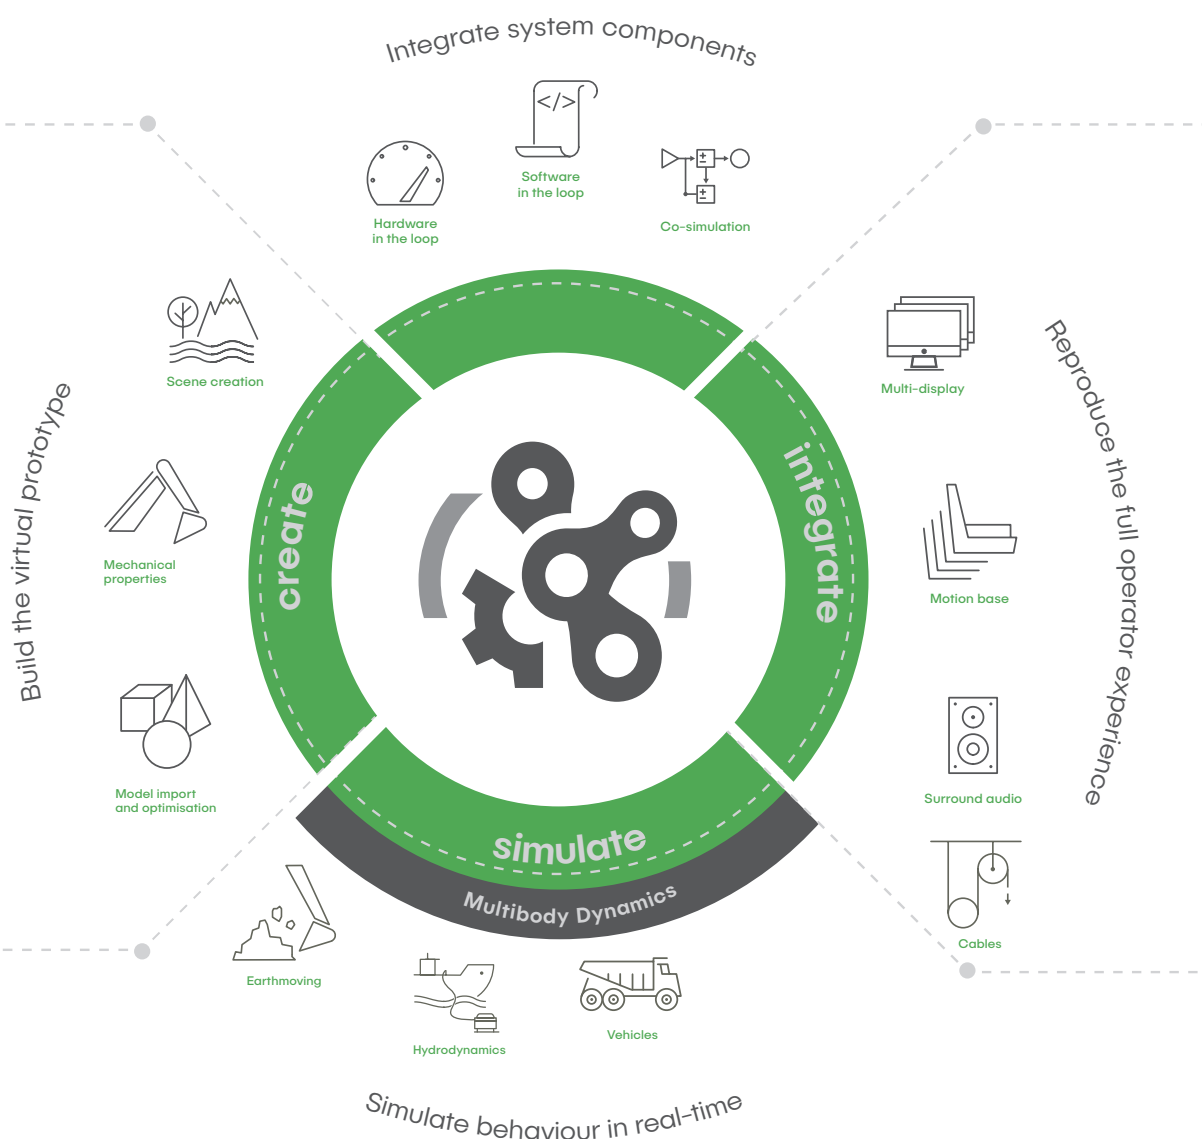 Integrate system components
</>
Software
in the loop
Hardware
in the loop
Co-simulation
Scene creation
Multi-display
Build the virtual prototype
create
integrate
Reproduce the full operator experience
Mechanical
properties
Motion base
Model import
and optimisation
Surround audio
simulate
Multibody Dynamics
Cables
Earthmoving
Hydrodynamics
Vehicles
Simulate behaviour in real-time